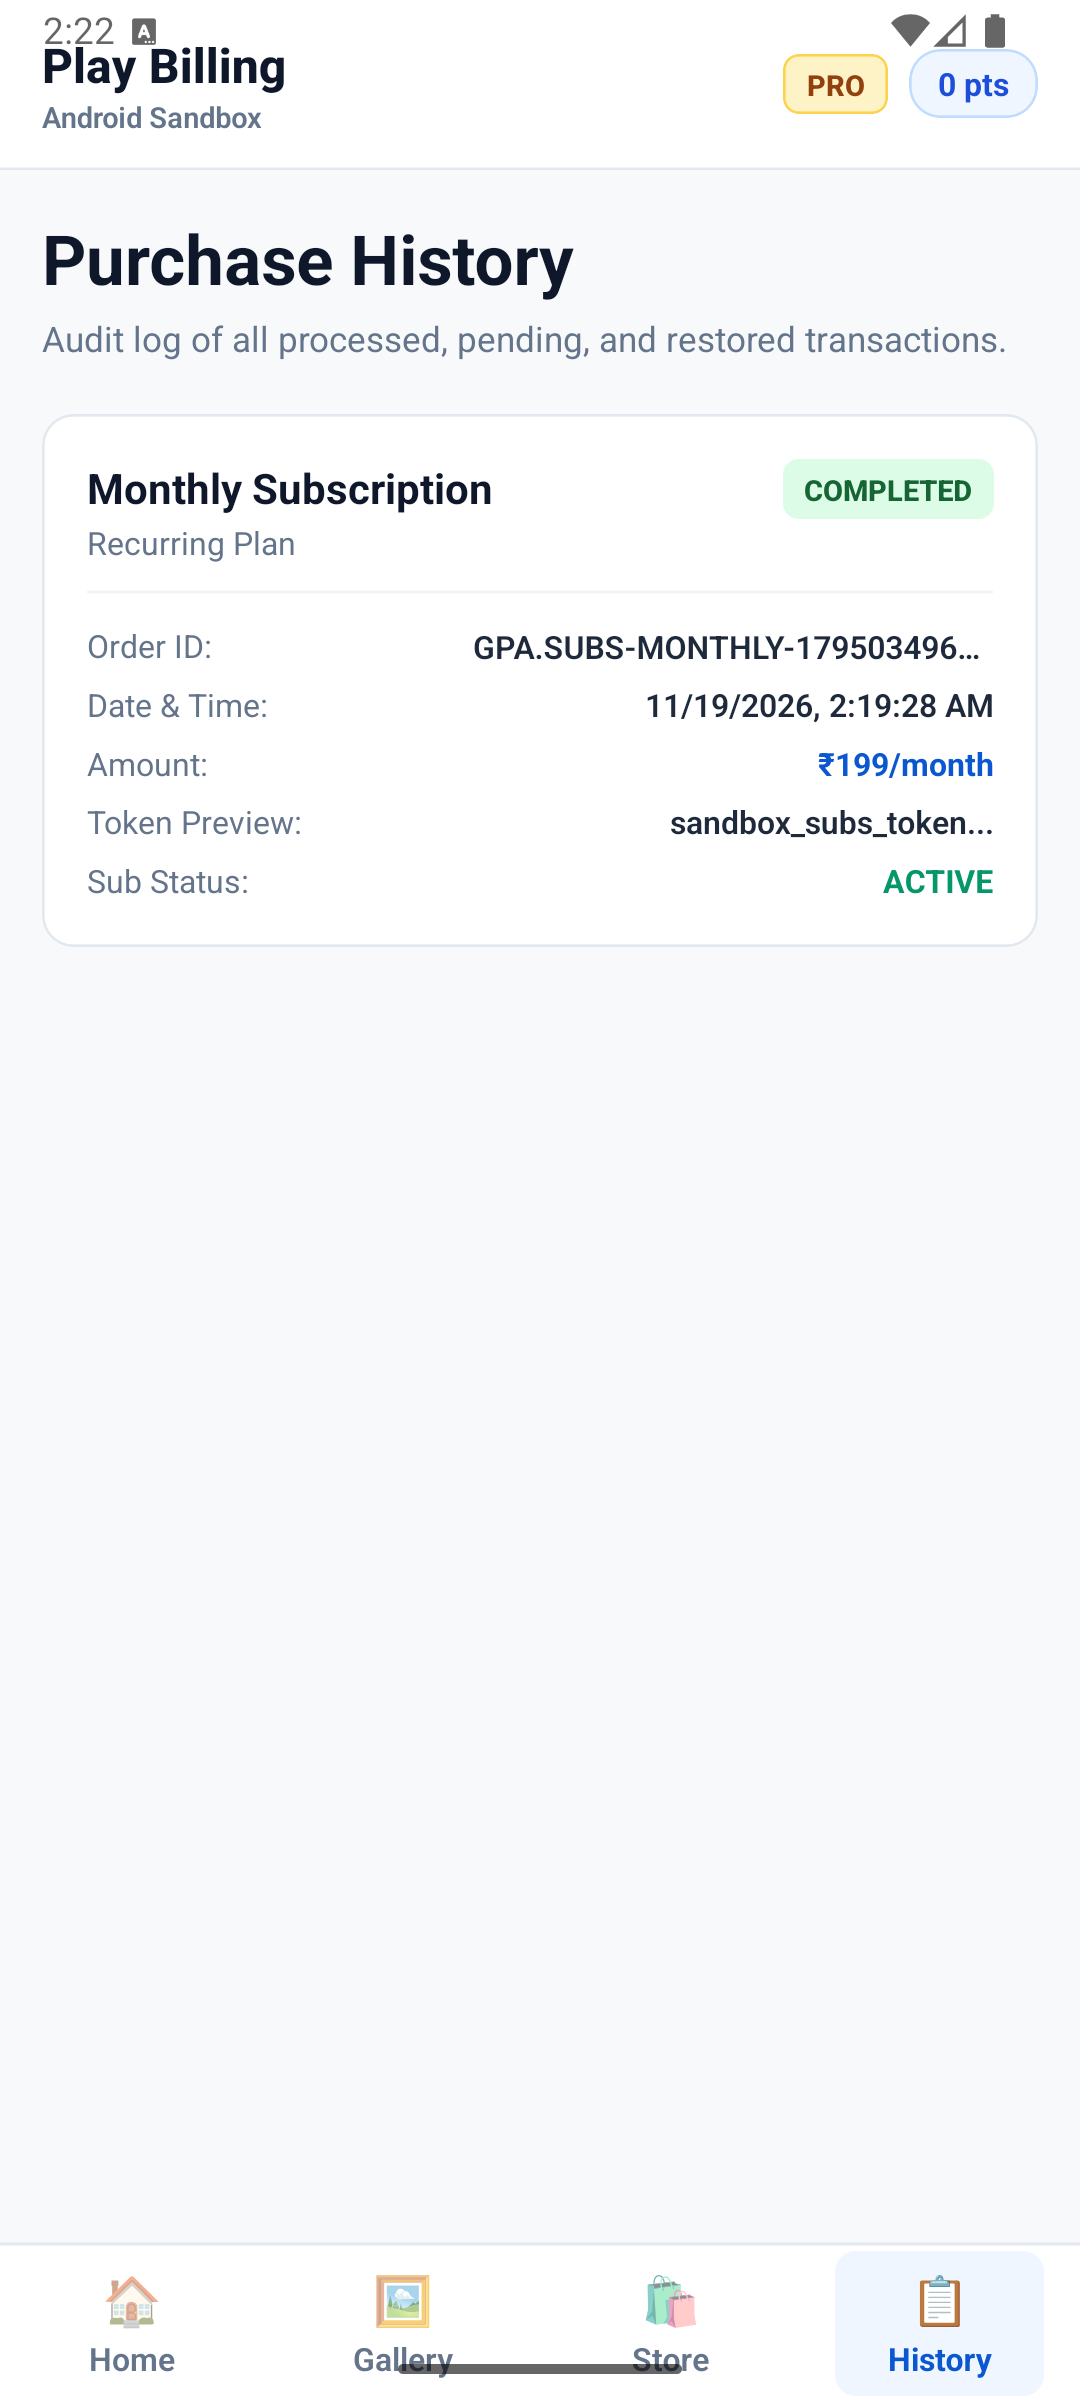 2:22
Play Billing
Android Sandbox
PRO
0 pts
Purchase History
Audit log of all processed, pending, and restored transactions.
Monthly Subscription
COMPLETED
Recurring Plan
Order ID: GPA.SUBS-MONTHLY-179503496...
Date & Time: 11/19/2026, 2:19:28 AM
Amount: ₹199/month
Token Preview: sandbox_subs_token...
Sub Status: ACTIVE
Home
Gallery
Store
History